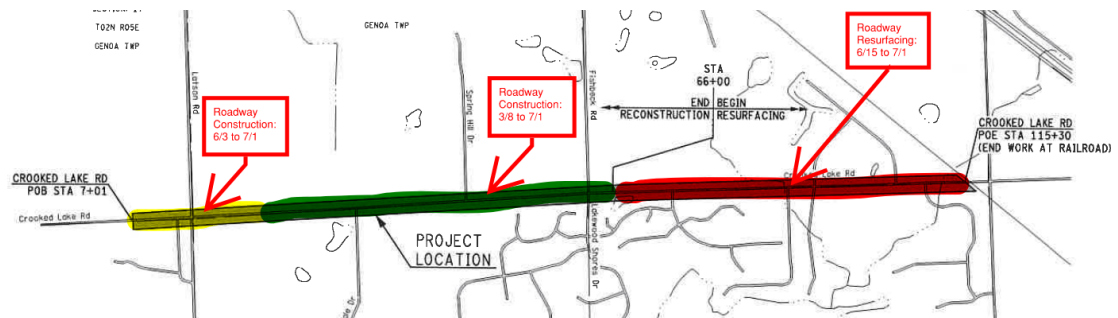 T02N R05E
GENOA TWP
GENOA TWP
Latson Rd
Roadway
Construction:
6/3 to 7/1
Spring Hill Dr
Roadway
Construction:
3/8 to 7/1
Fishbeck Rd
STA
66+00
END BEGIN
RECONSTRUCTION RESURFACING
Roadway
Resurfacing:
6/15 to 7/1
CROOKED LAKE RD
POE STA 115+30
(END WORK AT RAILROAD)
CROOKED LAKE RD
POB STA 7+01
Crooked Lake Rd
Crooked Lake Rd
PROJECT
LOCATION
Lakewood Shores Dr